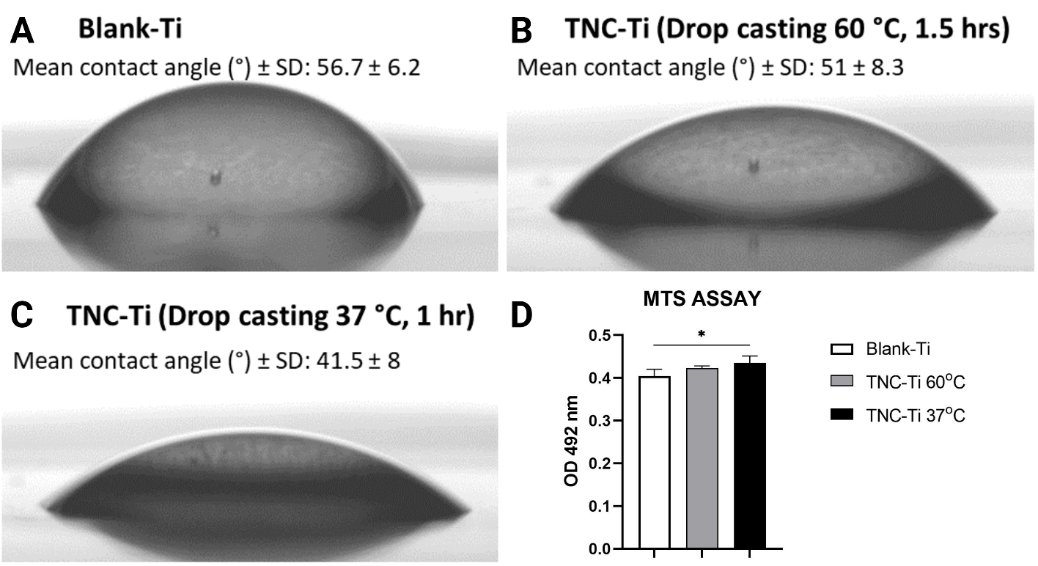 A Blank-Ti
Mean contact angle (°) ± SD: 56.7 ± 6.2
B TNC-Ti (Drop casting 60 °C, 1.5 hrs)
Mean contact angle (°) ± SD: 51 ± 8.3
C TNC-Ti (Drop casting 37 °C, 1 hr)
Mean contact angle (°) ± SD: 41.5 ± 8
D MTS ASSAY
*
0.5
0.4
0.3
0.2
0.1
0.0
OD 492 nm
Blank-Ti
TNC-Ti 60°C
TNC-Ti 37°C